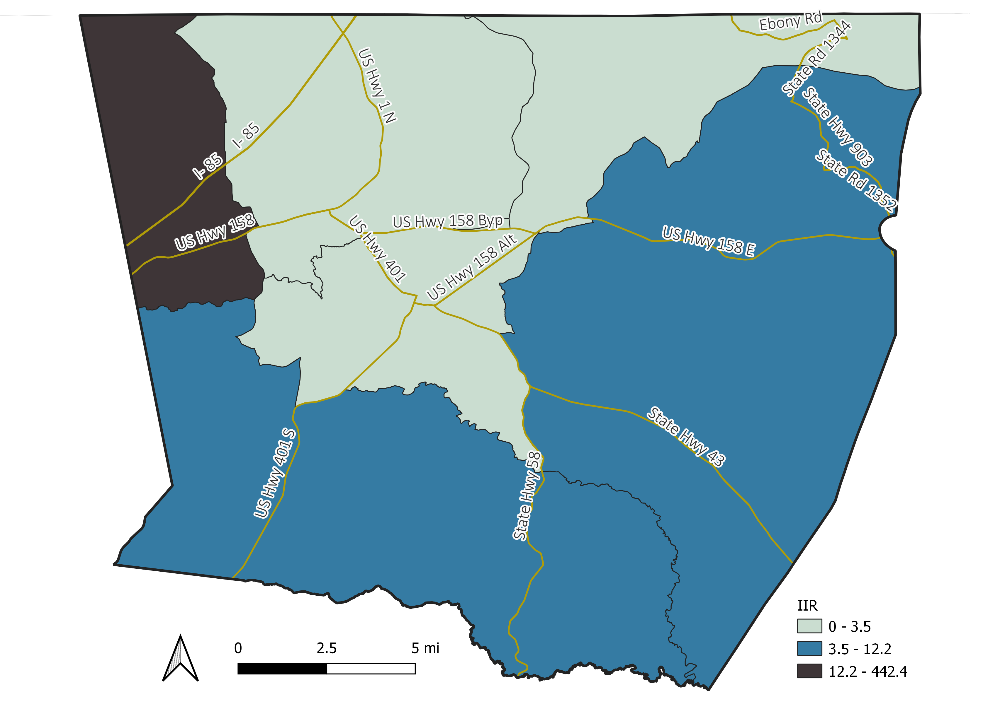 Ebony Rd
State Rd 1344
US Hwy 1 N
State Hwy 903
I- 85
I- 85
State Rd 1352
US Hwy 158
US Hwy 158 Byp
US Hwy 401
US Hwy 158 E
US Hwy 158 Alt
State Hwy 43
US Hwy 401 S
State Hwy 58
IIR
0 - 3.5
3.5 - 12.2
12.2 - 442.4
0 2.5 5 mi